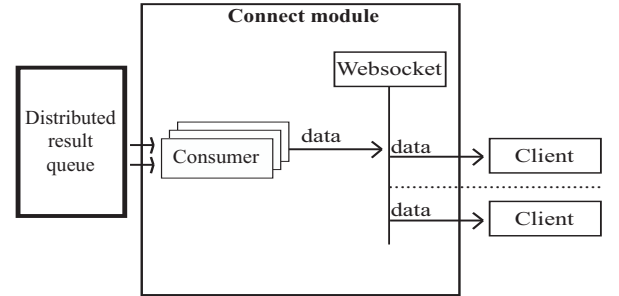 Connect module
Websocket
Distributed
result
queue
Consumer
data
data
Client
data
Client